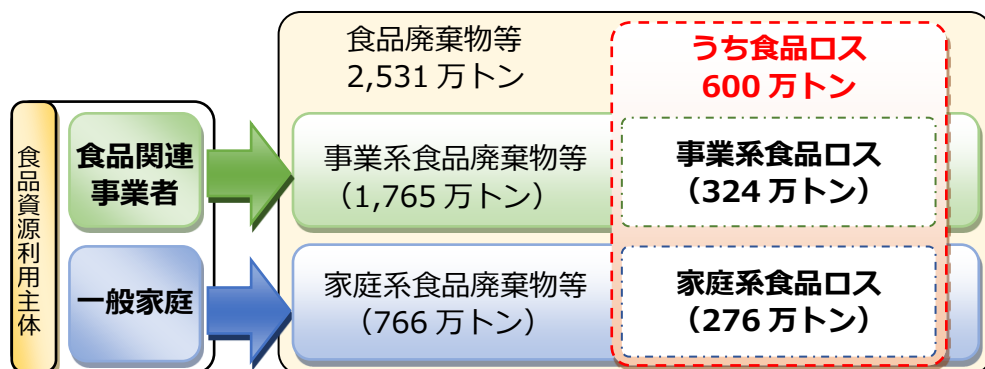 食品廃棄物等
2,531 万トン
うち食品ロス
600 万トン
食品資源利用主体
食品関連
事業者
事業系食品廃棄物等
（1,765 万トン）
事業系食品ロス
（324 万トン）
一般家庭
家庭系食品廃棄物等
（766 万トン）
家庭系食品ロス
（276 万トン）